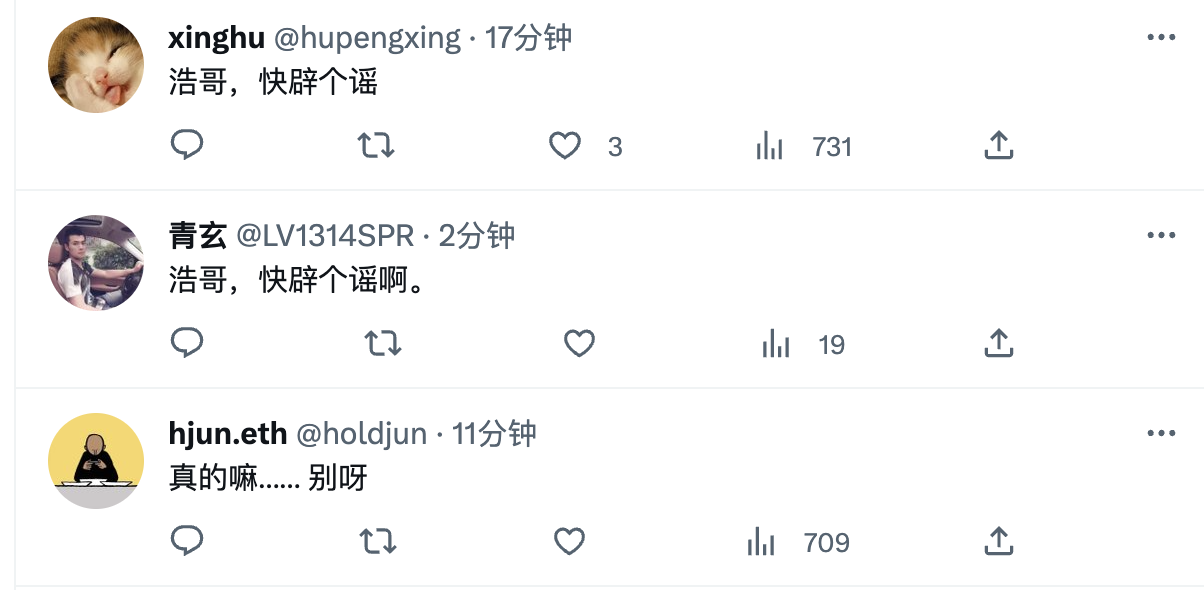 xinghu @hupengxing · 17分钟
浩哥，快辟个谣
3 731
青玄 @LV1314SPR · 2分钟
浩哥，快辟个谣啊。
19
hjun.eth @holdjun · 11分钟
真的嘛…… 别呀
709